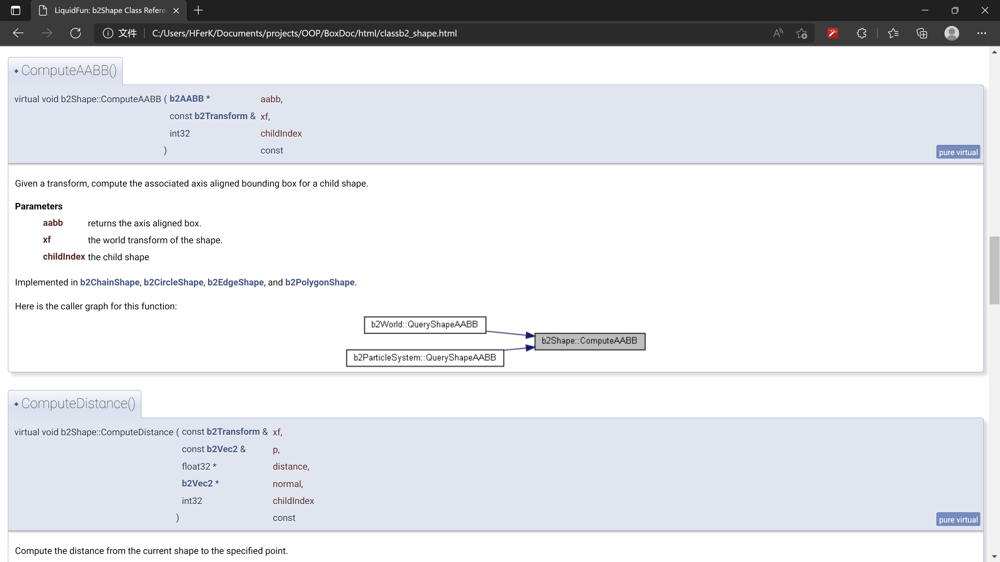 LiquidFun: b2Shape Class Refere
文件 C:/Users/HFerK/Documents/projects/OOP/BoxDoc/html/classb2_shape.html
ComputeAABB()
virtual void b2Shape::ComputeAABB ( b2AABB * aabb,
const b2Transform & xf,
int32 childIndex
) const
pure virtual
Given a transform, compute the associated axis aligned bounding box for a child shape.
Parameters
aabb returns the axis aligned box.
xf the world transform of the shape.
childIndex the child shape
Implemented in b2ChainShape, b2CircleShape, b2EdgeShape, and b2PolygonShape.
Here is the caller graph for this function:
b2World::QueryShapeAABB
b2Shape::ComputeAABB
b2ParticleSystem::QueryShapeAABB
ComputeDistance()
virtual void b2Shape::ComputeDistance ( const b2Transform & xf,
const b2Vec2 & p,
float32 * distance,
b2Vec2 * normal,
int32 childIndex
) const
pure virtual
Compute the distance from the current shape to the specified point.